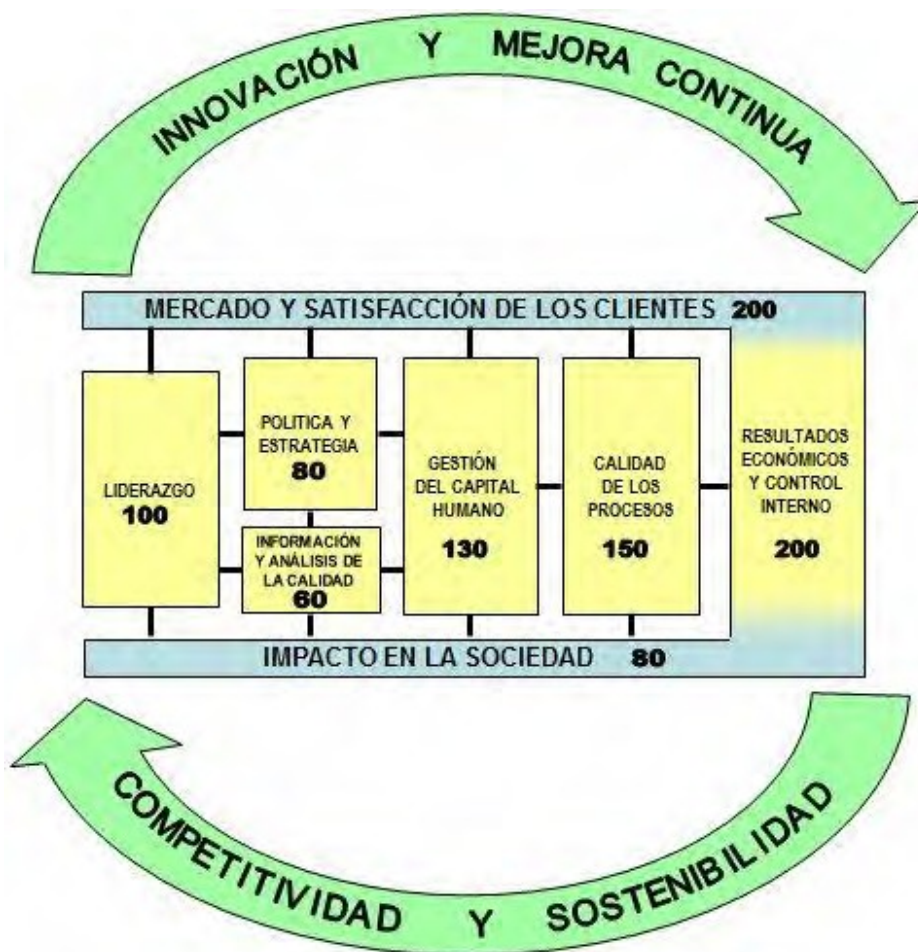 INNOVACIÓN Y MEJORA CONTINUA
MERCADO Y SATISFACCIÓN DE LOS CLIENTES 200
LIDERAZGO
100
POLITICA Y
ESTRATEGIA
80
INFORMACIÓN
Y ANÁLISIS DE
LA CALIDAD
60
GESTIÓN
DEL CAPITAL
HUMANO
130
CALIDAD
DE LOS
PROCESOS
150
RESULTADOS
ECONÓMICOS
Y CONTROL
INTERNO
200
IMPACTO EN LA SOCIEDAD 80
COMPETITIVIDAD Y SOSTENIBILIDAD